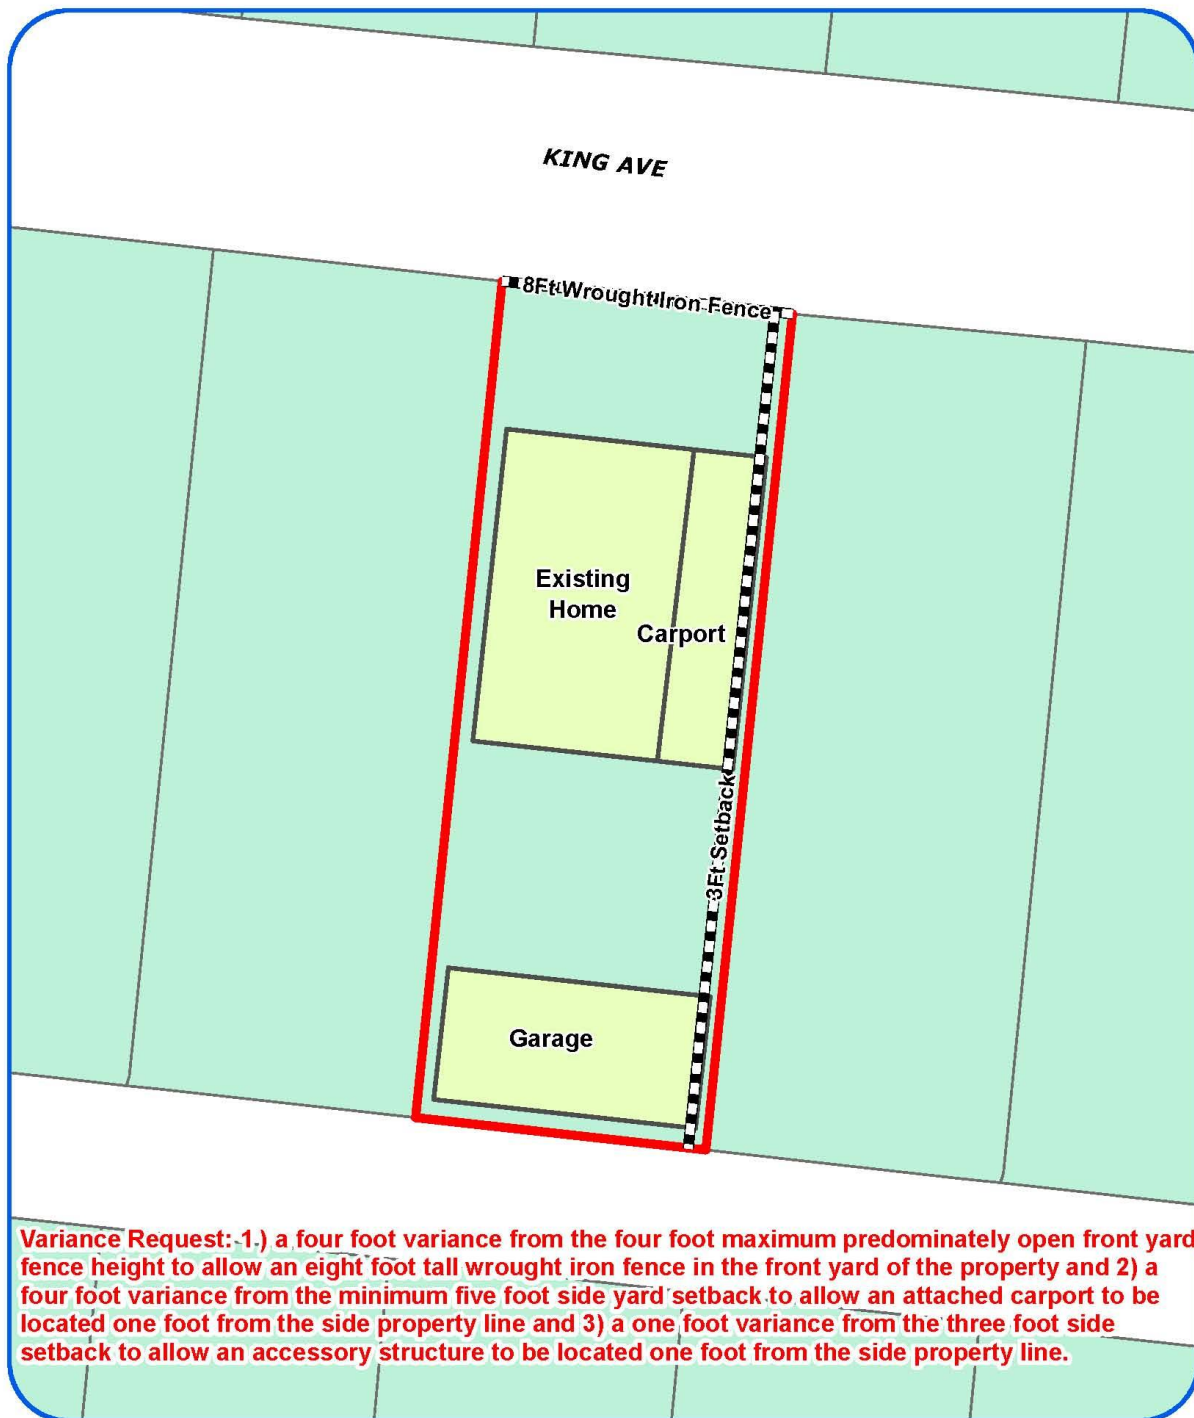 KING AVE
8Ft Wrought Iron Fence
Existing
Home
Carport
3Ft Setback
Garage
Variance Request: 1.) a four foot variance from the four foot maximum predominately open front yard
fence height to allow an eight foot tall wrought iron fence in the front yard of the property and 2) a
four foot variance from the minimum five foot side yard setback to allow an attached carport to be
located one foot from the side property line and 3) a one foot variance from the three foot side
setback to allow an accessory structure to be located one foot from the side property line.